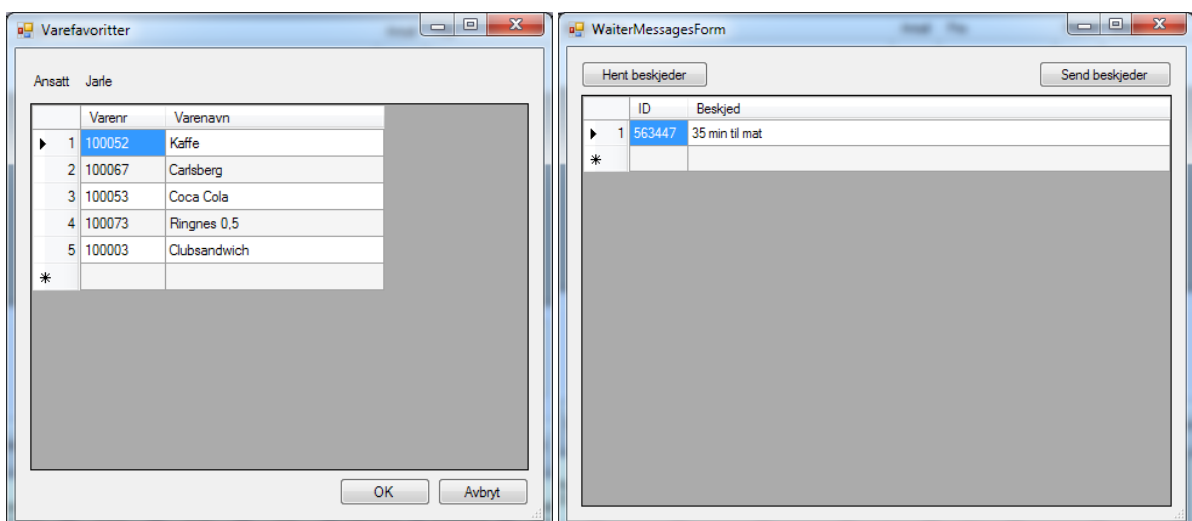 Varefavoritter
Ansatt Jarle
Varenr Varenavn
1 100052 Kaffe
2 100067 Carlsberg
3 100053 Coca Cola
4 100073 Ringnes 0,5
5 100003 Clubsandwich
OK Avbryt
WaiterMessagesForm
Hent beskjeder Send beskjeder
ID Beskjed
1 563447 35 min til mat